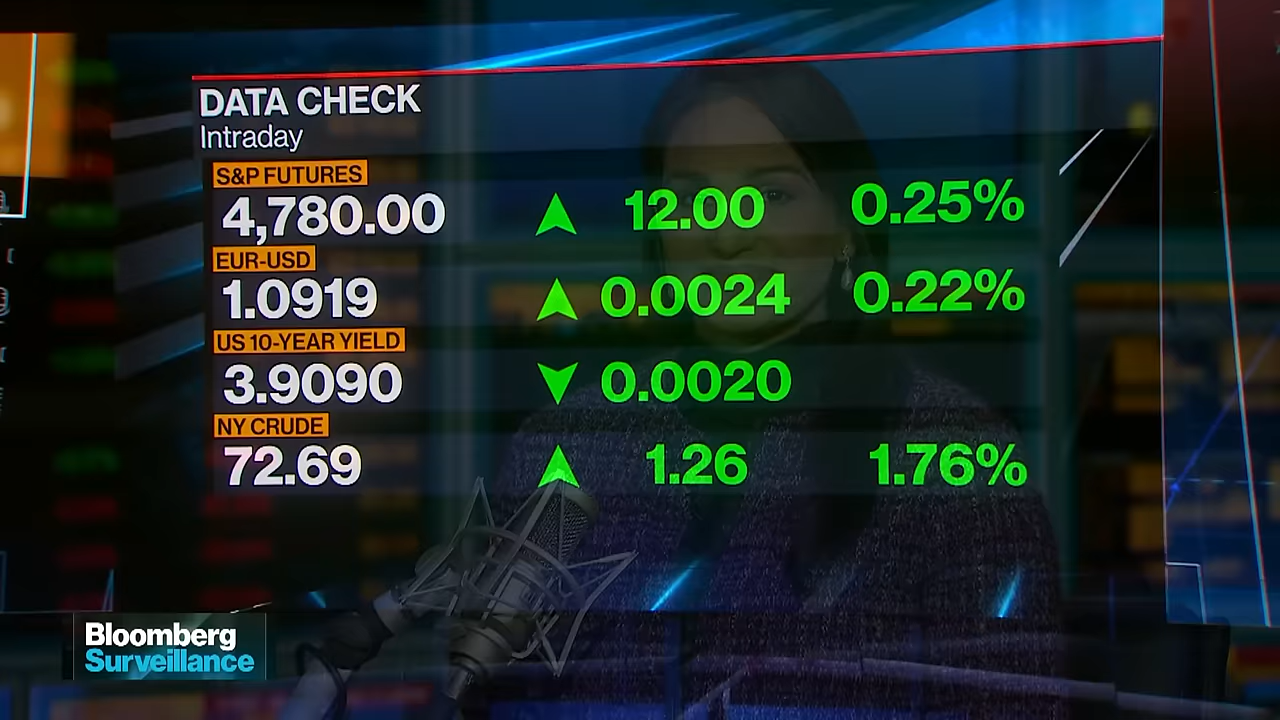 DATA CHECK
Intraday
S&P FUTURES
4,780.00 ▲ 12.00 0.25%
EUR-USD
1.0919 ▲ 0.0024 0.22%
US 10-YEAR YIELD
3.9090 ▼ 0.0020
NY CRUDE
72.69 ▲ 1.26 1.76%
Bloomberg
Surveillance